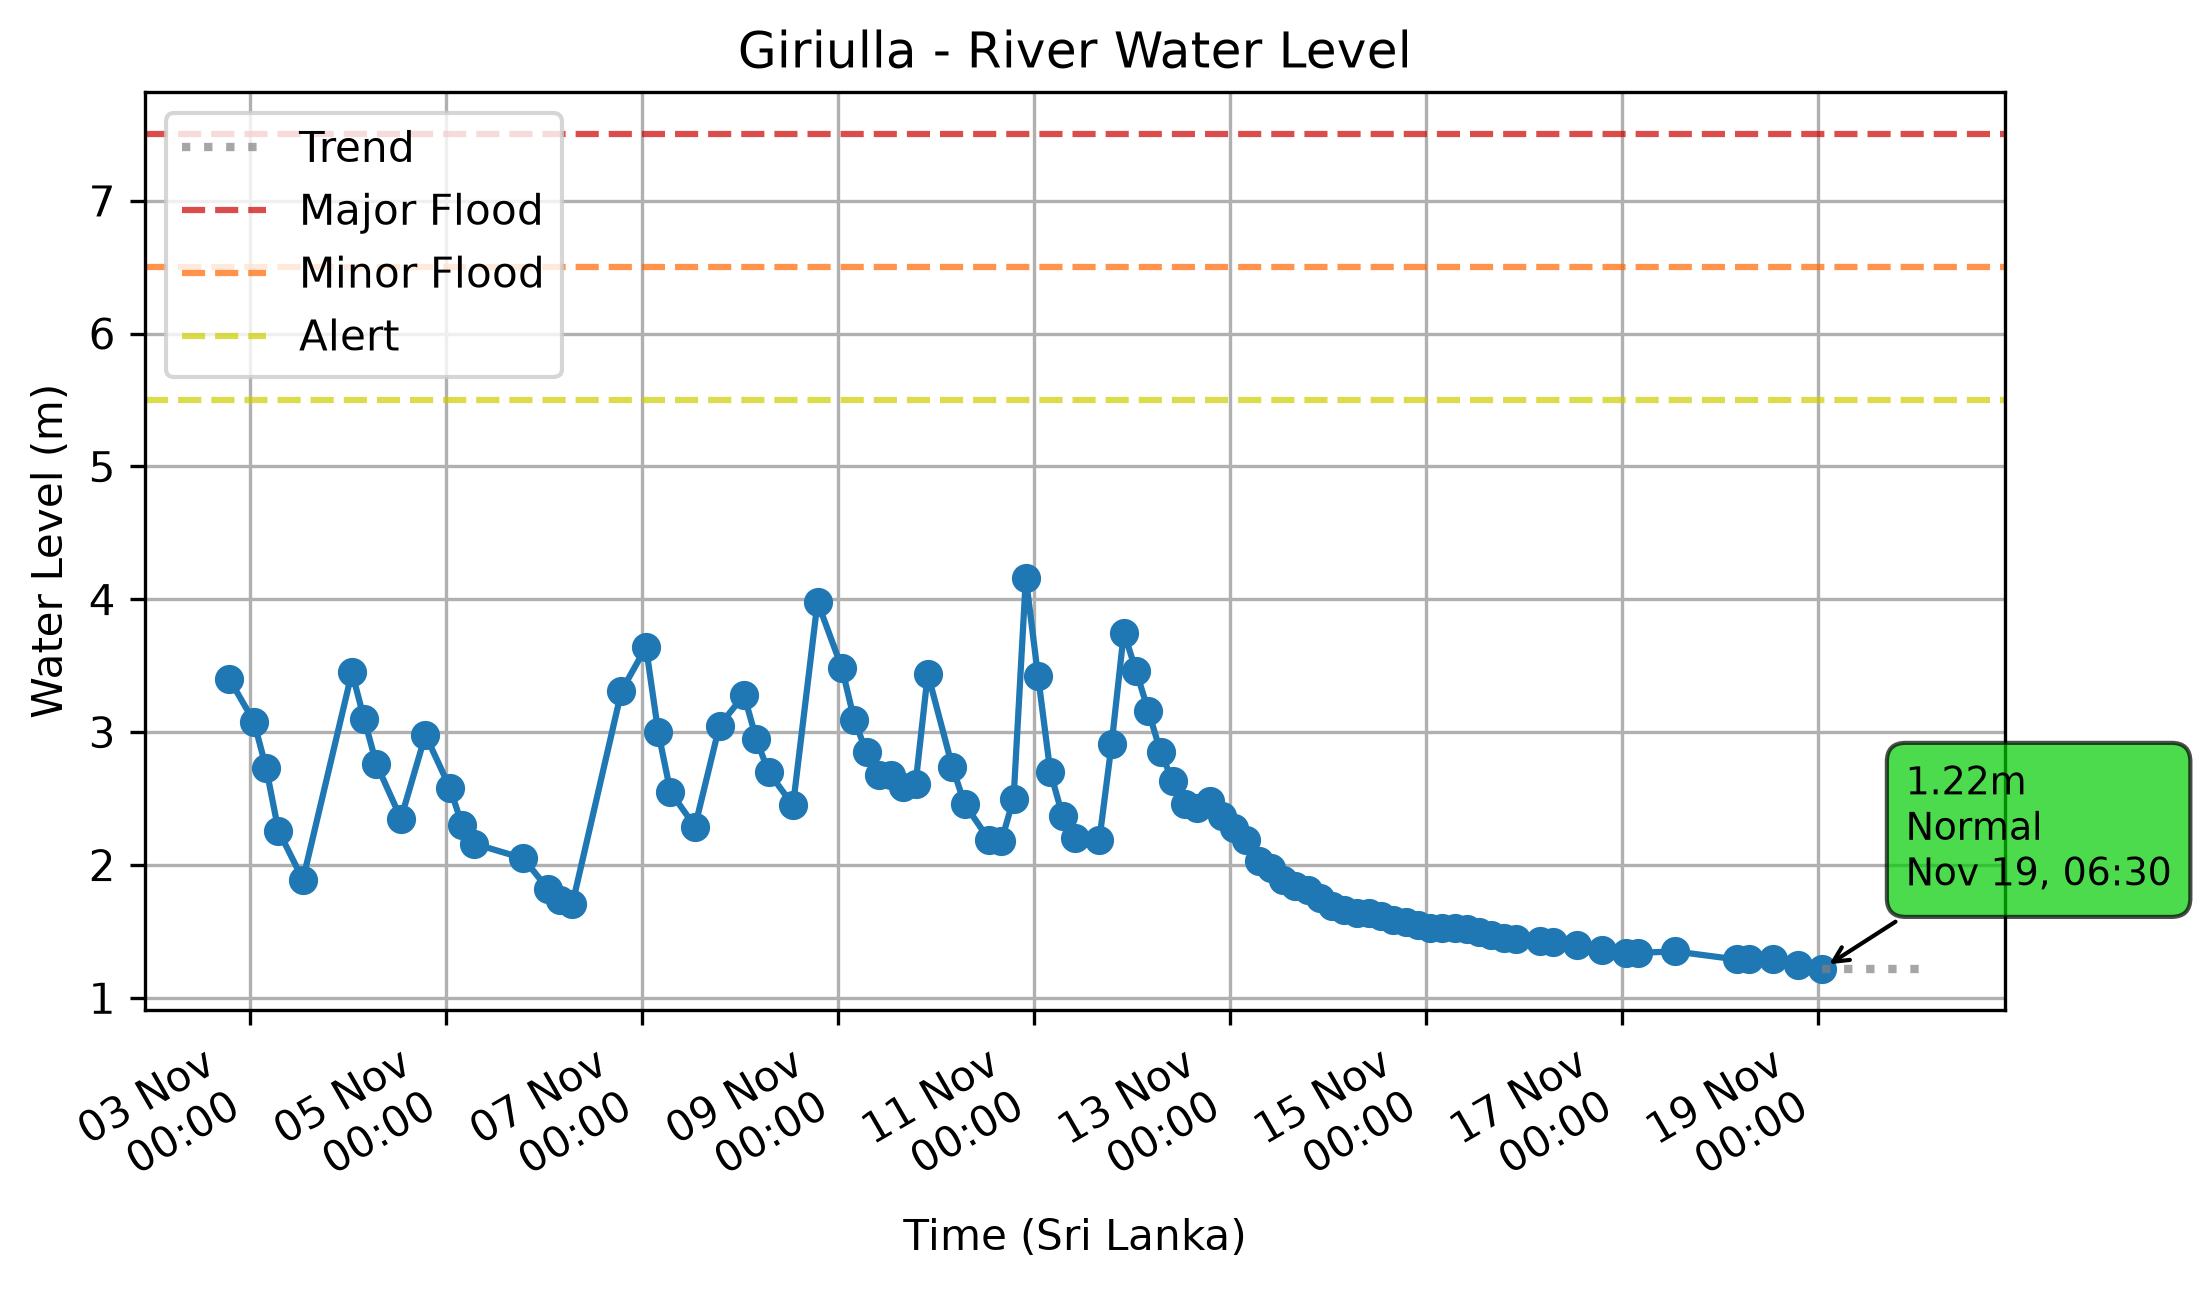 Giriulla - River Water Level
Trend
Major Flood
Minor Flood
Alert
Water Level (m)
7
6
5
4
3
2
1
1.22m
Normal
Nov 19, 06:30
03 Nov
00:00
05 Nov
00:00
07 Nov
00:00
09 Nov
00:00
11 Nov
00:00
13 Nov
00:00
15 Nov
00:00
17 Nov
00:00
19 Nov
00:00
Time (Sri Lanka)